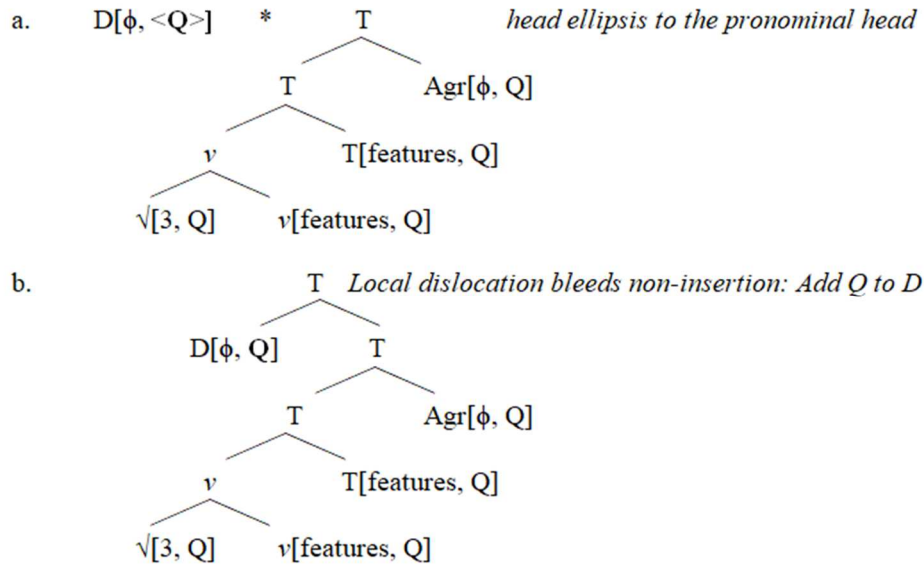 a. D[ϕ, <Q>] * T head ellipsis to the pronominal head
T Agr[ϕ, Q]
v T[features, Q]
√[3, Q] v[features, Q]
b. T Local dislocation bleeds non-insertion: Add Q to D
D[ϕ, Q] T
T Agr[ϕ, Q]
v T[features, Q]
√[3, Q] v[features, Q]